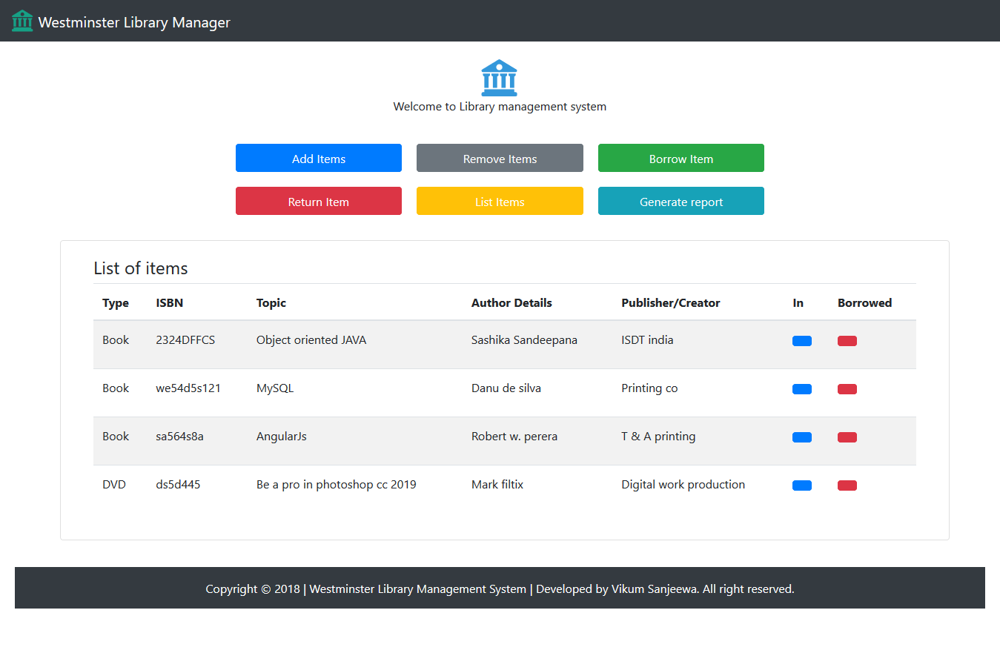 Westminster Library Manager
Welcome to Library management system
Add Items Remove Items Borrow Item
Return Item List Items Generate report
List of items
Type ISBN Topic Author Details Publisher/Creator In Borrowed
Book 2324DFFCS Object oriented JAVA Sashika Sandeepana ISDT india
Book we54d5s121 MySQL Danu de silva Printing co
Book sa564s8a AngularJs Robert w. perera T & A printing
DVD ds5d445 Be a pro in photoshop cc 2019 Mark filtix Digital work production
Copyright © 2018 | Westminster Library Management System | Developed by Vikum Sanjeewa. All right reserved.